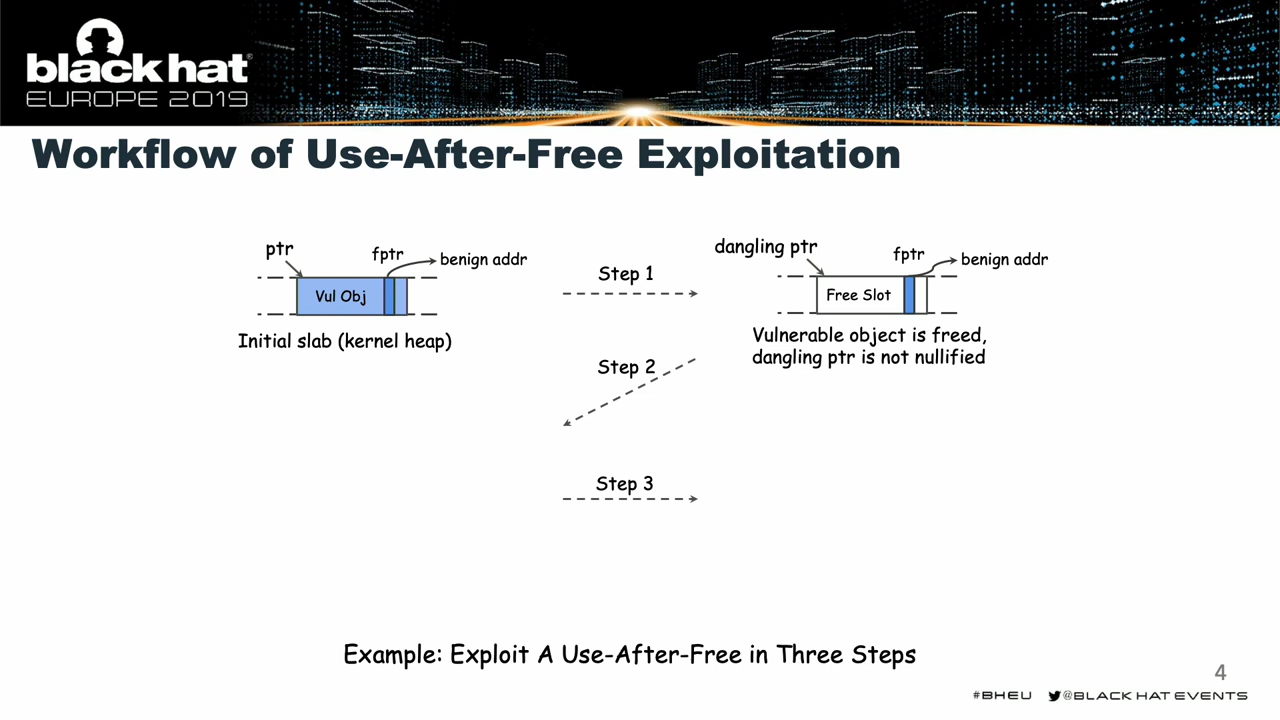 black hat
EUROPE 2019
Workflow of Use-After-Free Exploitation
ptr
fptr
benign addr
Vul Obj
Initial slab (kernel heap)
Step 1
dangling ptr
fptr
benign addr
Free Slot
Vulnerable object is freed,
dangling ptr is not nullified
Step 2
Step 3
Example: Exploit A Use-After-Free in Three Steps
4
#BHEU @BLACK HAT EVENTS